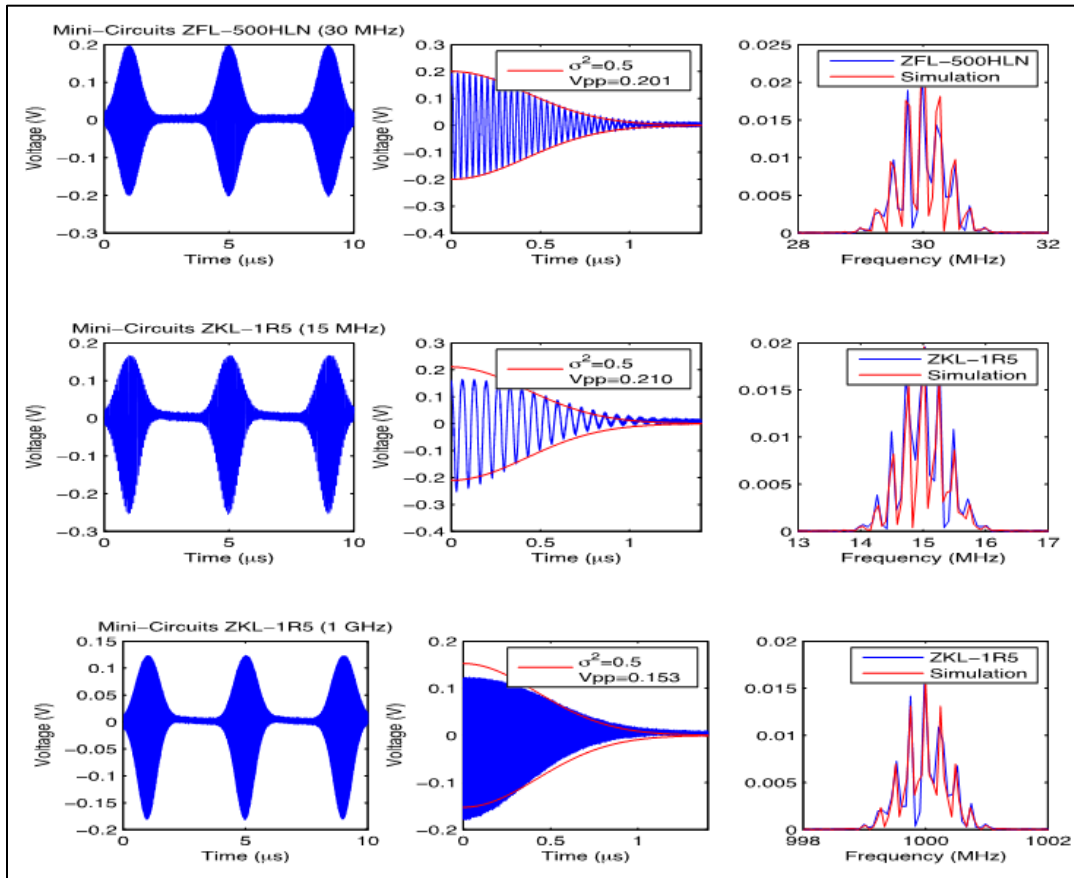 Mini-Circuits ZFL-500HLN (30 MHz)
Voltage (V)
0.2
0.1
0
-0.1
-0.2
-0.3
0 5 10
Time (μs)
Voltage (V)
0.3
0.2
0.1
0
-0.1
-0.2
-0.3
-0.4
σ²=0.5
Vpp=0.201
0 0.5 1
Time (μs)
0.025
0.02
0.015
0.01
0.005
0
ZFL-500HLN
Simulation
28 30 32
Frequency (MHz)
Mini-Circuits ZKL-1R5 (15 MHz)
Voltage (V)
0.2
0.1
0
-0.1
-0.2
-0.3
0 5 10
Time (μs)
Voltage (V)
0.3
0.2
0.1
0
-0.1
-0.2
-0.3
-0.4
σ²=0.5
Vpp=0.210
0 0.5 1
Time (μs)
0.02
0.015
0.01
0.005
0
ZKL-1R5
Simulation
13 14 15 16 17
Frequency (MHz)
Mini-Circuits ZKL-1R5 (1 GHz)
Voltage (V)
0.15
0.1
0.05
0
-0.05
-0.1
-0.15
-0.2
0 5 10
Time (μs)
Voltage (V)
0.2
0.1
0
-0.1
0.2
σ²=0.5
Vpp=0.153
0 0.5 1
Time (μs)
0.02
0.015
0.01
0.005
0
ZKL-1R5
Simulation
998 1000 1002
Frequency (MHz)